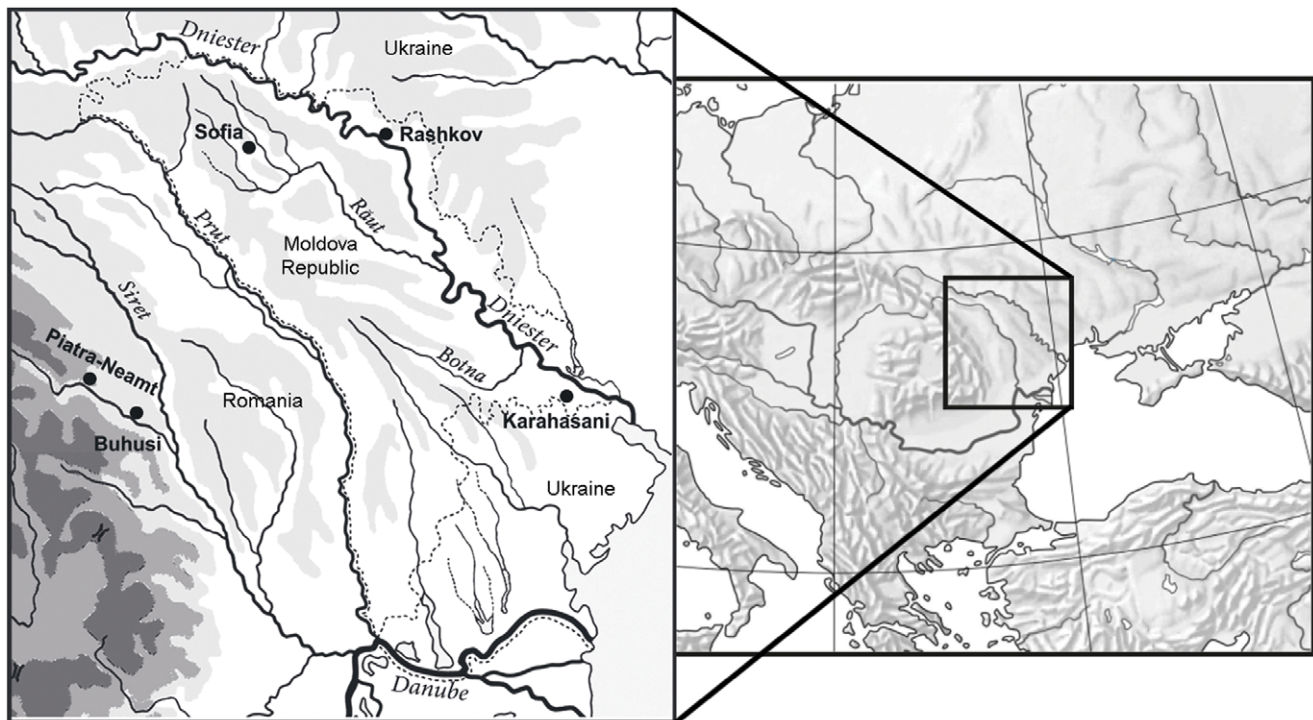 Dniester
Ukraine
Sofia
Rashkov
Prut
Răut
Moldova
Republic
Siret
Dniester
Piatra-Neamt
Botna
Romania
Karahasani
Buhusi
Ukraine
Danube